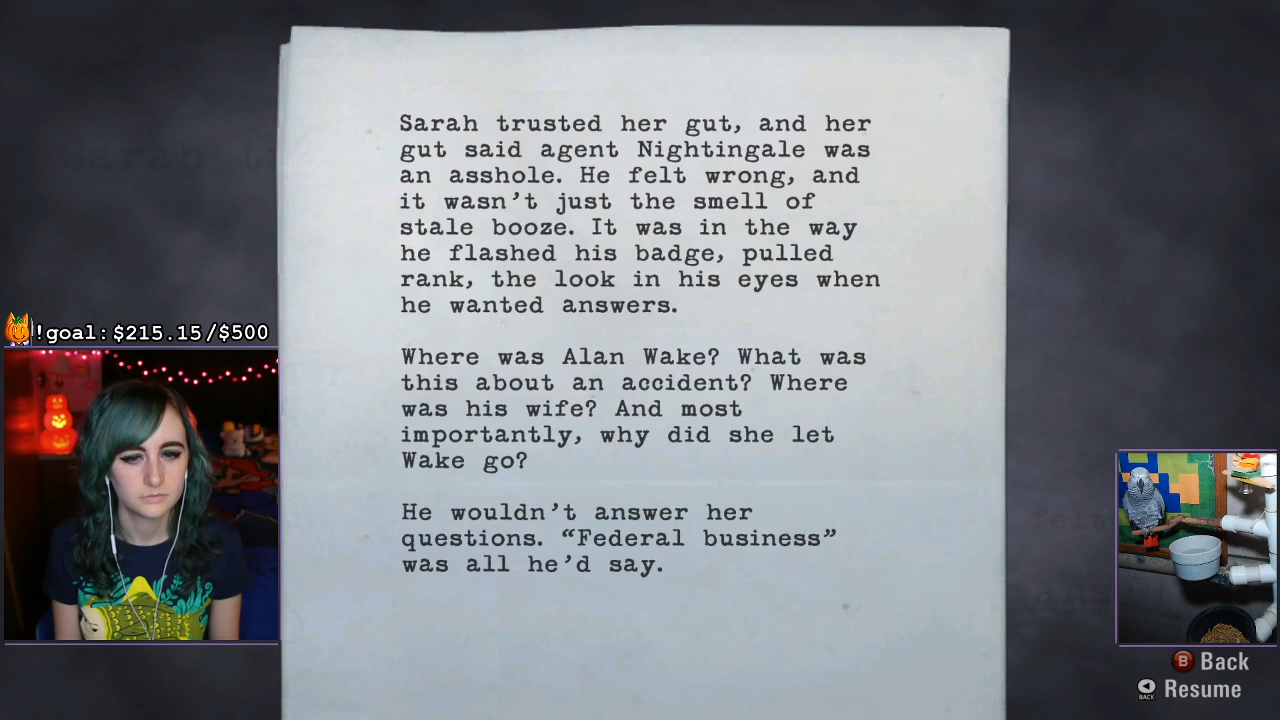 Sarah trusted her gut, and her
gut said agent Nightingale was
an asshole. He felt wrong, and
it wasn’t just the smell of
stale booze. It was in the way
he flashed his badge, pulled
rank, the look in his eyes when
he wanted answers.
Where was Alan Wake? What was
this about an accident? Where
was his wife? And most
importantly, why did she let
Wake go?
He wouldn’t answer her
questions. “Federal business”
was all he’d say.
!goal: $215.15/$500
B Back
BACK Resume